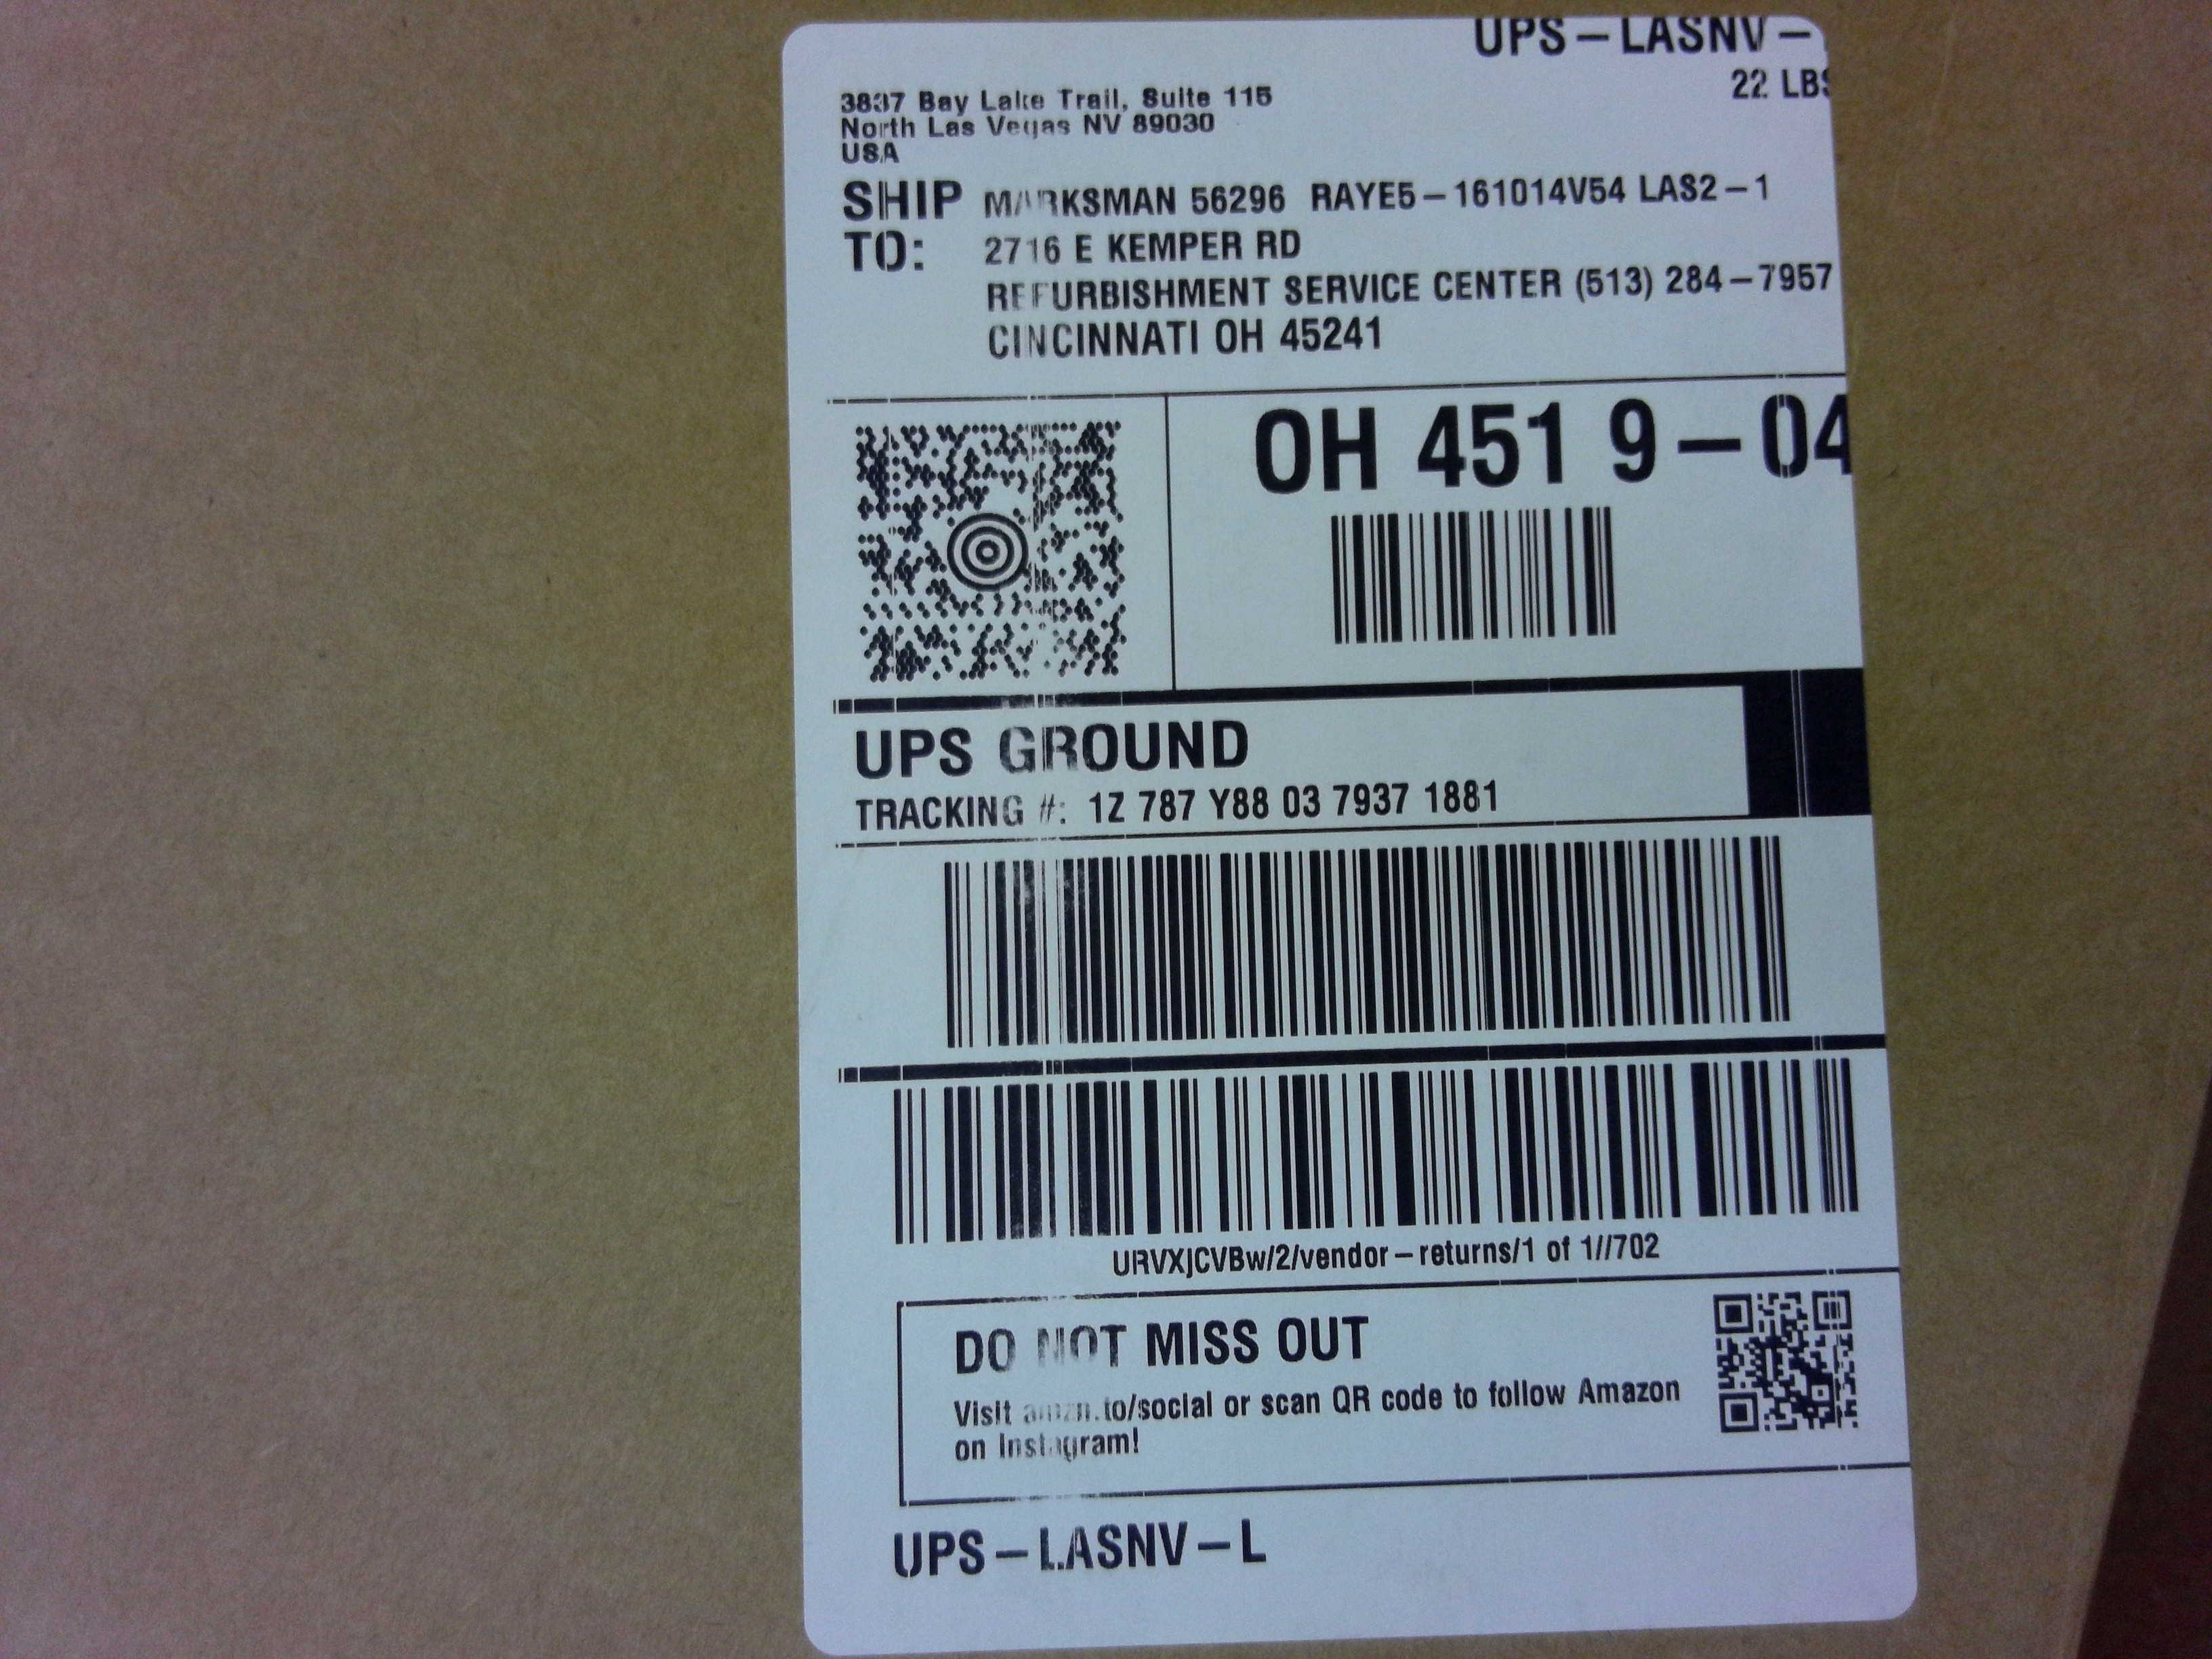 UPS – LASNV –
22 LBS
3837 Bay Lake Trail, Suite 115
North Las Vegas NV 89030
USA
SHIP TO:
MARKSMAN 56296 RAYE5 – 161014V54 LAS2 – 1
2716 E KEMPER RD
REFURBISHMENT SERVICE CENTER (513) 284 – 7957
CINCINNATI OH 45241
OH 451 9 – 04
UPS GROUND
TRACKING #: 1Z 787 Y88 03 7937 1881
URVXJCVBw/2/vendor – returns/1 of 1//702
DO NOT MISS OUT
Visit amzn.to/social or scan QR code to follow Amazon
on Instagram!
UPS – LASNV – L